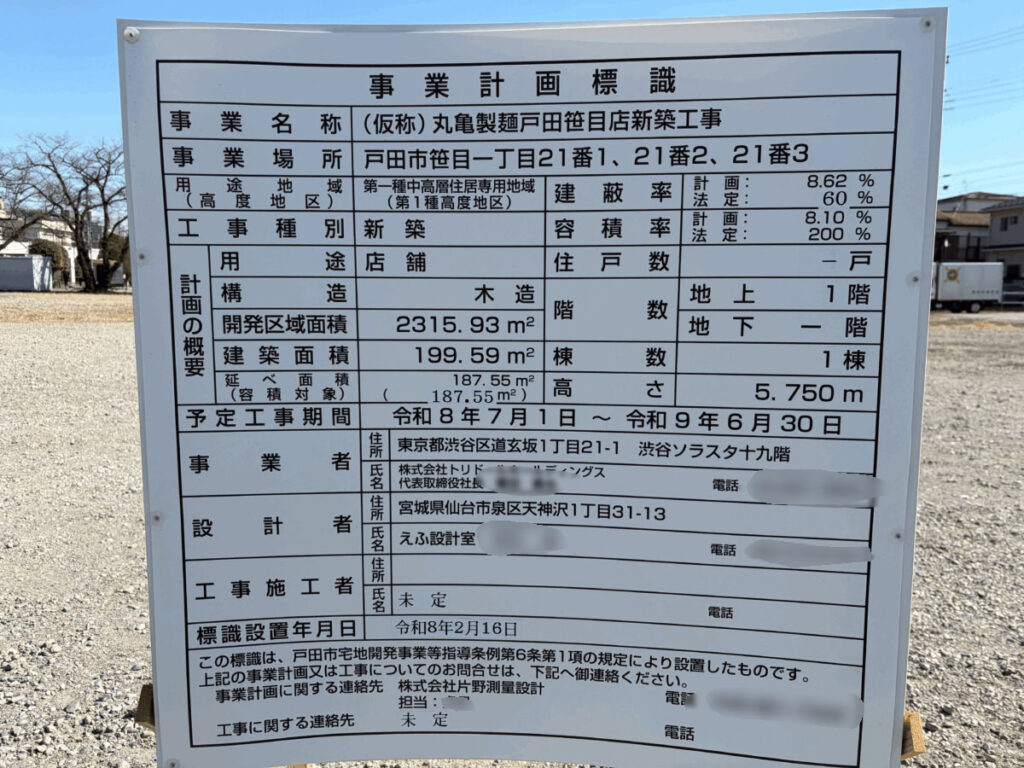 事業計画標識
事業名称 (仮称)丸亀製麺戸田笹目店新築工事
事業場所 戸田市笹目一丁目21番1、21番2、21番3
用途地域 (高度地区) 第一種中高層住居専用地域 (第1種高度地区) 建蔽率 計画: 8.62 % 法定: 60 %
工事種別 新築 容積率 計画: 8.10 % 法定: 200 %
計画の概要
用途 店舗 住戸数 ー戸
構造 木造 階数 地上 1階
開発区域面積 2315.93 m² 地下 ー階
建築面積 199.59 m² 棟数 1棟
延べ面積 (容積対象) 187.55 m² (187.55m²) 高さ 5.750 m
予定工事期間 令和8年7月1日 ～ 令和9年6月30日
事業者 住所 東京都渋谷区道玄坂1丁目21-1 渋谷ソラスタ十九階
氏名 株式会社トリド ールディングス
代表取締役社長 電話
設計者 住所 宮城県仙台市泉区天神沢1丁目31-13
氏名 えふ設計室 電話
工事施工者 住所
氏名 未定 電話
標識設置年月日 令和8年2月16日
この標識は、戸田市宅地開発事業等指導条例第6条第1項の規定により設置したものです。
上記の事業計画又は工事についてのお問合せは、下記へ御連絡ください。
事業計画に関する連絡先 株式会社片野測量設計 電話
担当:
工事に関する連絡先 未定 電話